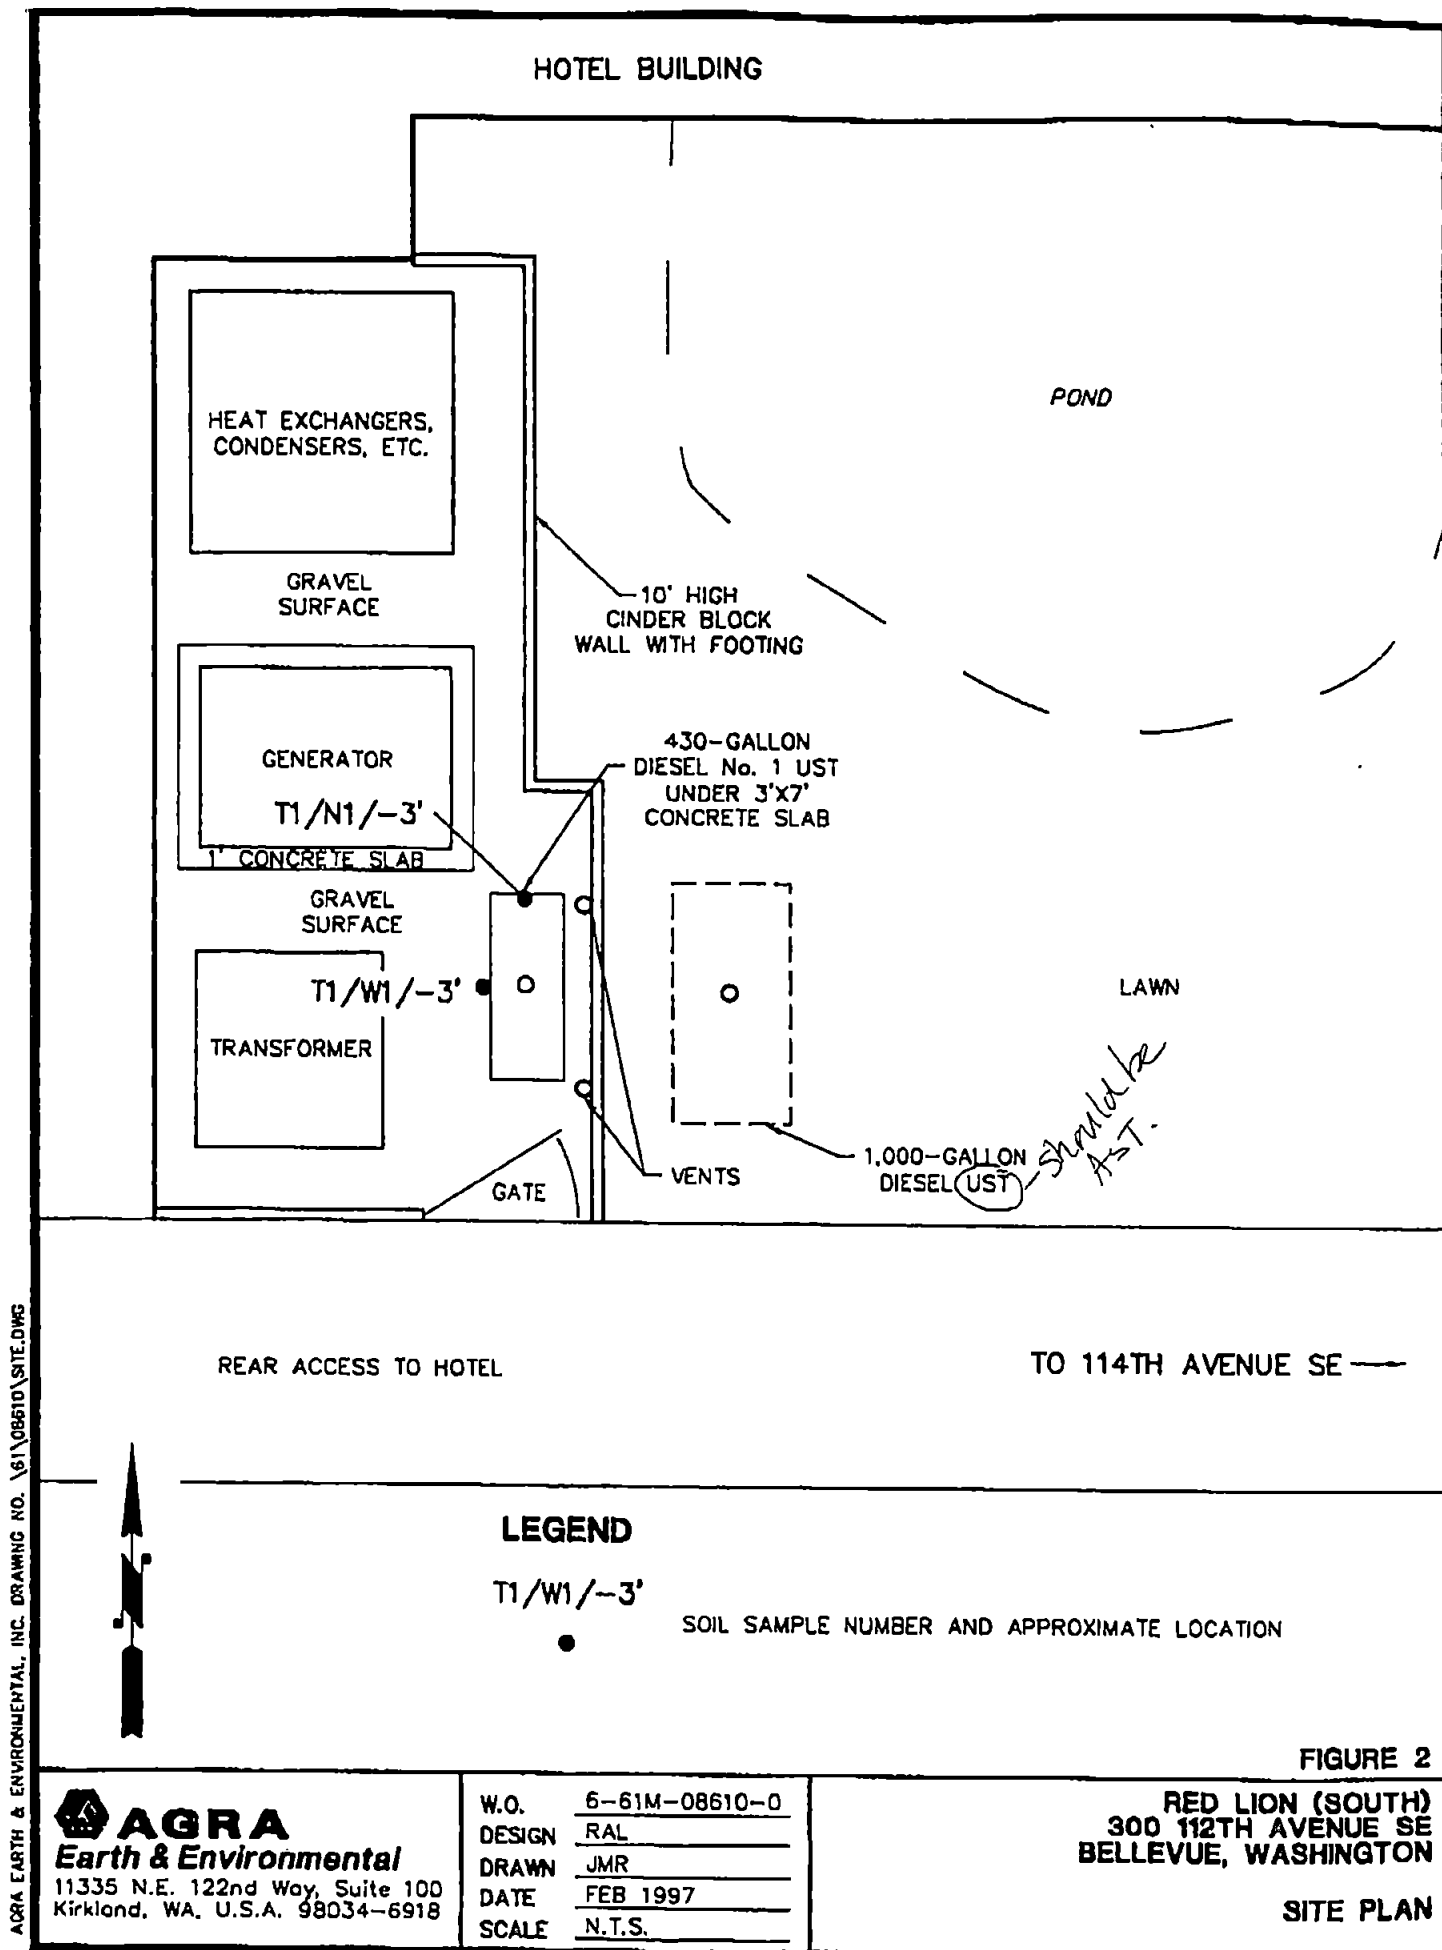 HOTEL BUILDING
POND
HEAT EXCHANGERS,
CONDENSERS, ETC.
GRAVEL
SURFACE
10' HIGH
CINDER BLOCK
WALL WITH FOOTING
430-GALLON
DIESEL No. 1 UST
UNDER 3'X7'
CONCRETE SLAB
GENERATOR
T1/N1/-3'
1' CONCRETE SLAB
GRAVEL
SURFACE
T1/W1/-3'
TRANSFORMER
LAWN
should be
AST.
1,000-GALLON
DIESEL UST
VENTS
GATE
REAR ACCESS TO HOTEL
TO 114TH AVENUE SE
LEGEND
T1/W1/-3'
SOIL SAMPLE NUMBER AND APPROXIMATE LOCATION
N
AGRA EARTH & ENVIRONMENTAL, INC. DRAWING NO. \61\08610\SITE.DWG
FIGURE 2
AGRA
Earth & Environmental
11335 N.E. 122nd Way, Suite 100
Kirkland, WA, U.S.A. 98034-6918
W.O. 6-61M-08610-0
DESIGN RAL
DRAWN JMR
DATE FEB 1997
SCALE N.T.S.
RED LION (SOUTH)
300 112TH AVENUE SE
BELLEVUE, WASHINGTON
SITE PLAN